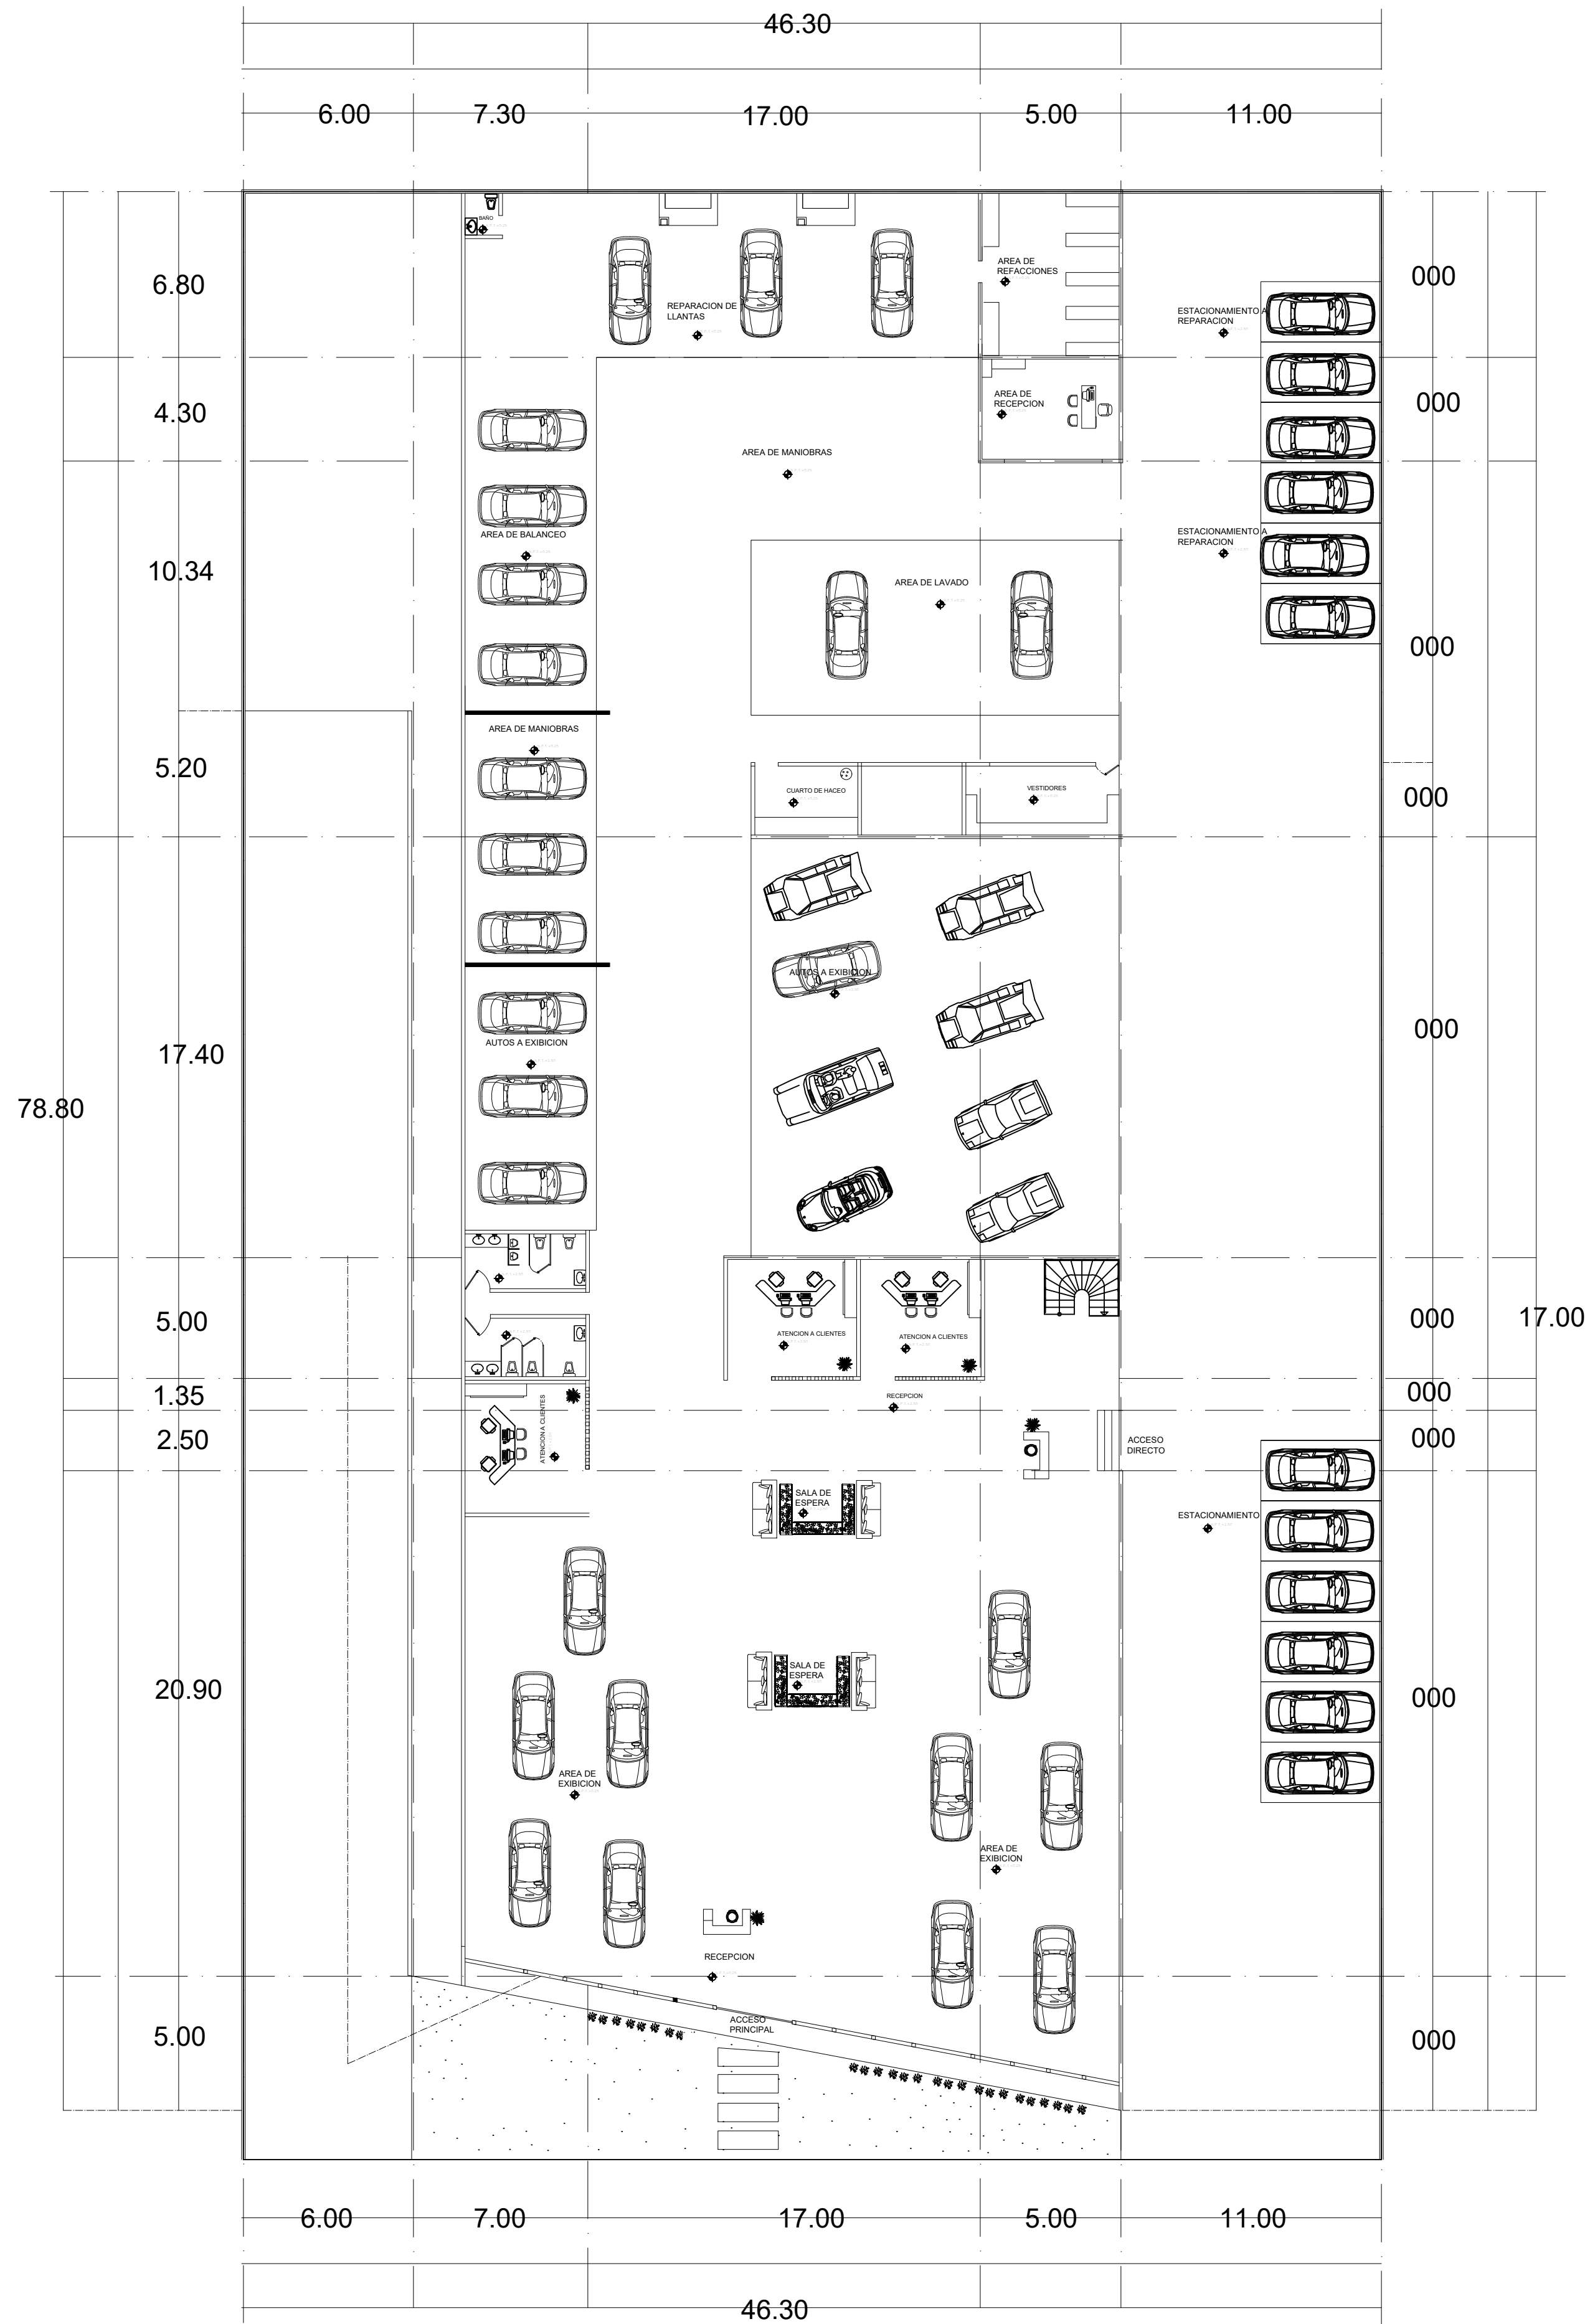 46.30
6.00
7.30
17.00
5.00
11.00
BAÑO
6.80
AREA DE
REFACCIONES
000
REPARACION DE
LLANTAS
ESTACIONAMIENTO A
REPARACION
4.30
AREA DE
RECEPCION
000
AREA DE MANIOBRAS
AREA DE BALANCEO
ESTACIONAMIENTO A
REPARACION
10.34
AREA DE LAVADO
000
AREA DE MANIOBRAS
5.20
CUARTO DE HACEO
VESTIDORES
000
AUTOS A EXIBICION
17.40
AUTOS A EXIBICION
000
78.80
5.00
ATENCION A CLIENTES
ATENCION A CLIENTES
000
17.00
1.35
RECEPCION
000
2.50
ATENCION A CLIENTES
ACCESO
DIRECTO
000
SALA DE
ESPERA
ESTACIONAMIENTO
SALA DE
ESPERA
20.90
000
AREA DE
EXIBICION
AREA DE
EXIBICION
RECEPCION
5.00
ACCESO
PRINCIPAL
000
6.00
7.00
17.00
5.00
11.00
46.30